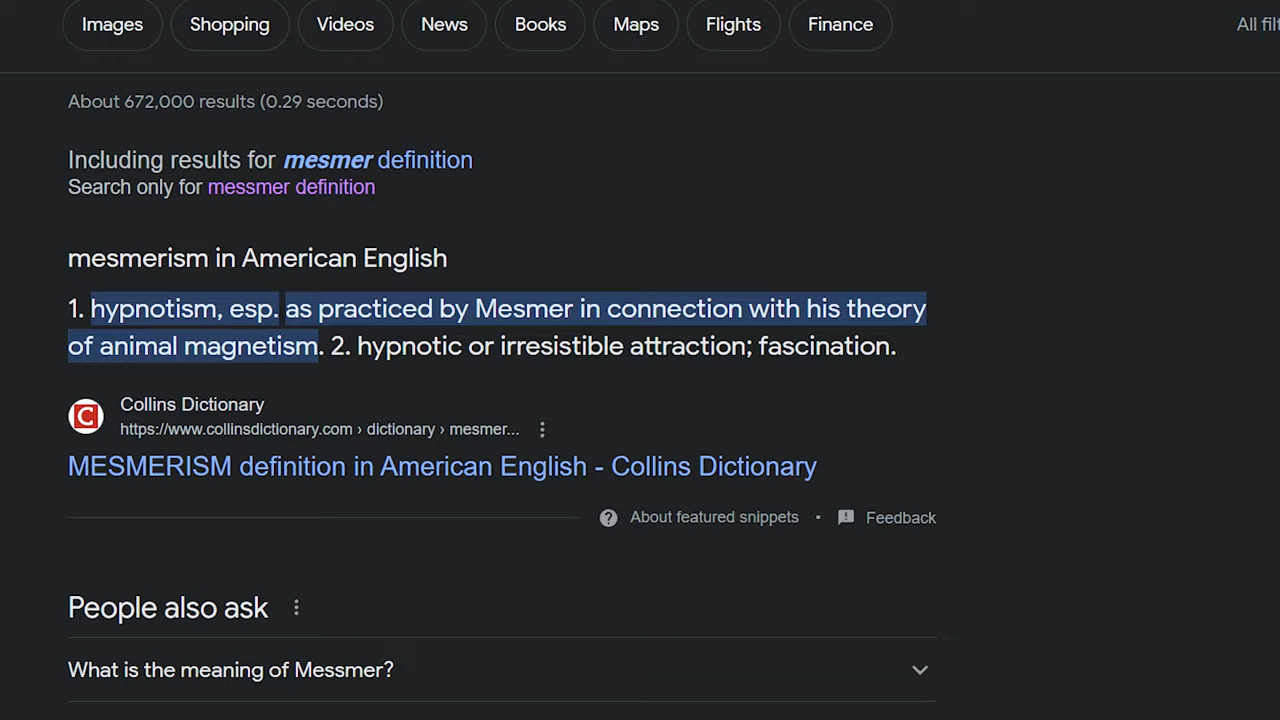 Images Shopping Videos News Books Maps Flights Finance All filt
About 672,000 results (0.29 seconds)
Including results for mesmer definition
Search only for messmer definition
mesmerism in American English
1. hypnotism, esp. as practiced by Mesmer in connection with his theory
of animal magnetism. 2. hypnotic or irresistible attraction; fascination.
Collins Dictionary
https://www.collinsdictionary.com › dictionary › mesmer...
MESMERISM definition in American English - Collins Dictionary
About featured snippets • Feedback
People also ask
What is the meaning of Messmer?